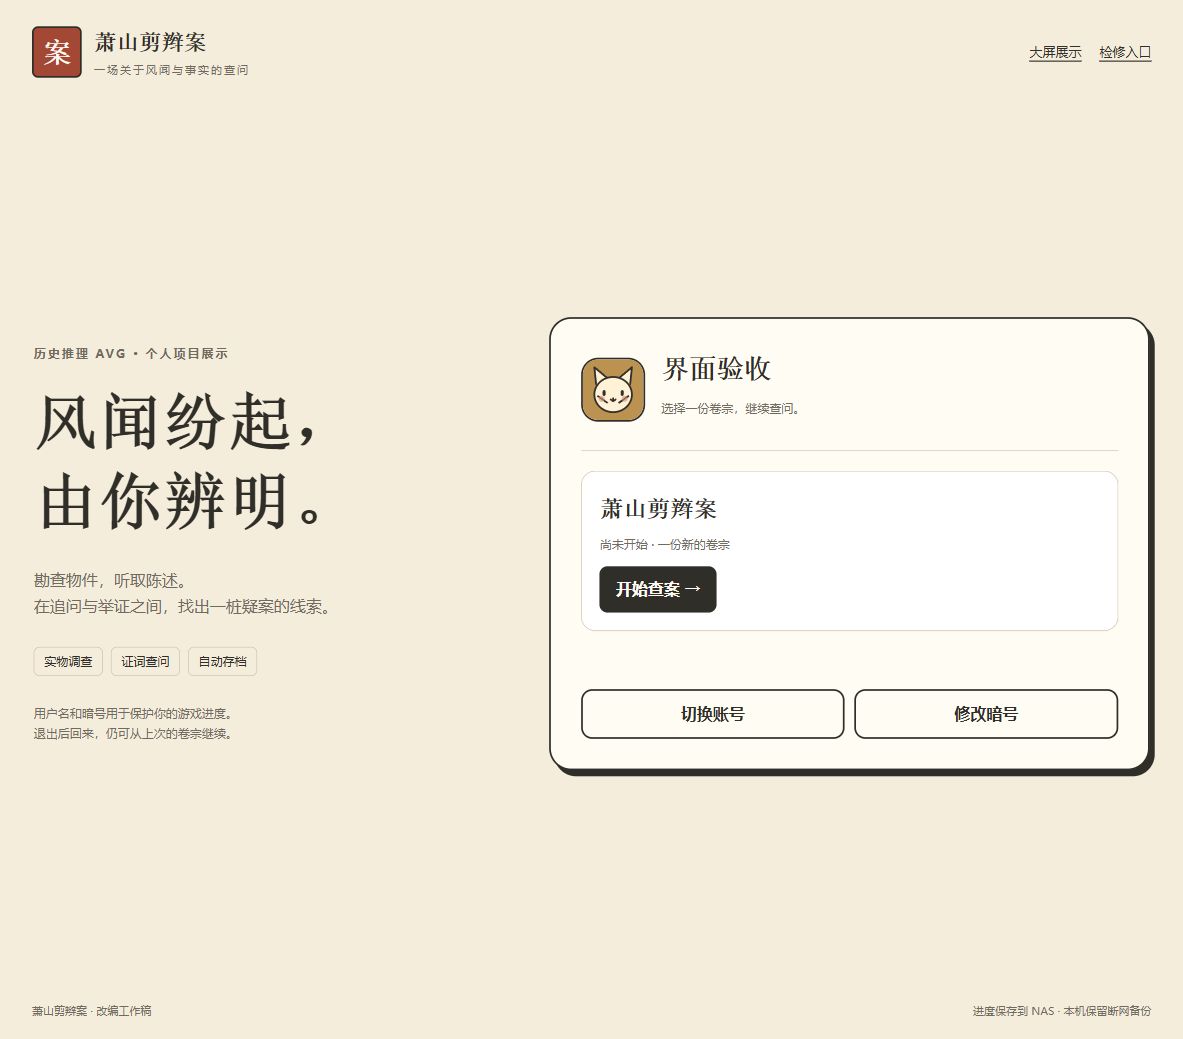 案
萧山剪辫案
一场关于风闻与事实的查问
大屏展示 检修入口
历史推理 AVG · 个人项目展示
风闻纷起，
由你辨明。
勘查物件，听取陈述。
在追问与举证之间，找出一桩疑案的线索。
实物调查 证词查问 自动存档
用户名和暗号用于保护你的游戏进度。
退出后回来，仍可从上次的卷宗继续。
界面验收
选择一份卷宗，继续查问。
萧山剪辫案
尚未开始 · 一份新的卷宗
开始查案 →
切换账号 修改暗号
萧山剪辫案 · 改编工作稿
进度保存到 NAS · 本机保留断网备份